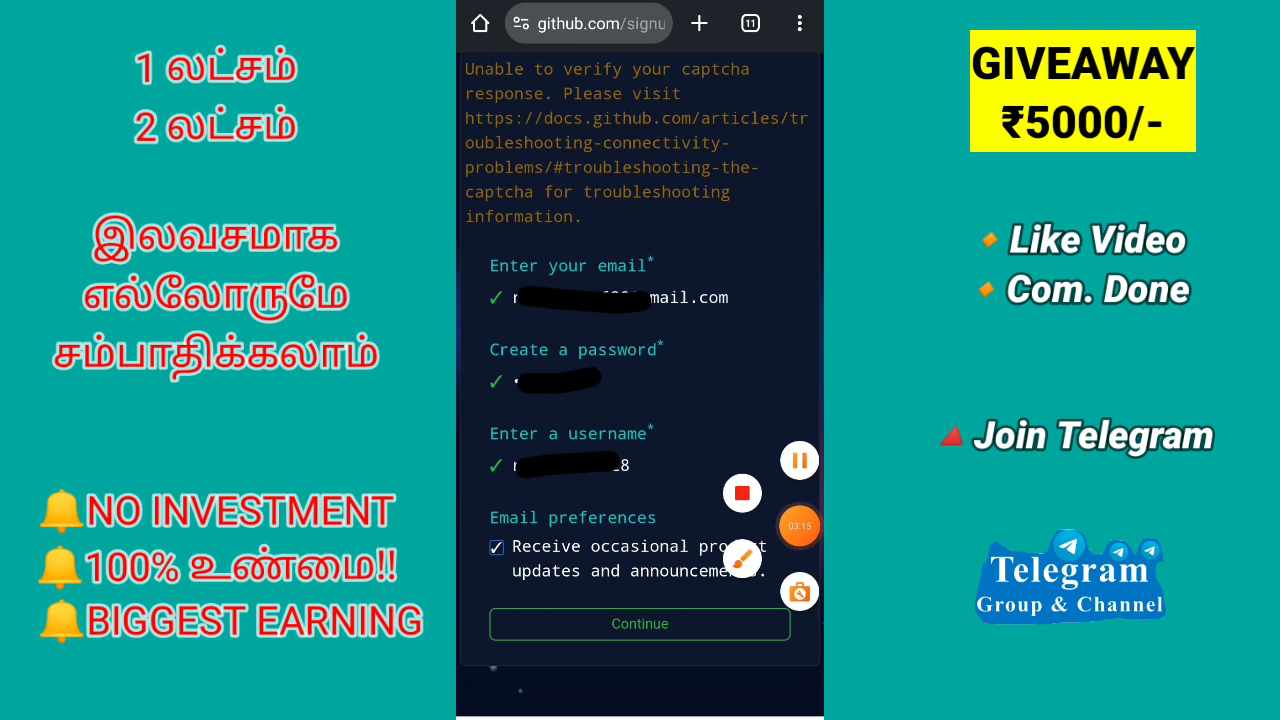 1 லட்சம்
2 லட்சம்
இலவசமாக
எல்லோருமே
சம்பாதிக்கலாம்
🔔NO INVESTMENT
🔔100% உண்மை!!
🔔BIGGEST EARNING
github.com/signu
11
Unable to verify your captcha
response. Please visit
https://docs.github.com/articles/tr
oubleshooting-connectivity-
problems/#troubleshooting-the-
captcha for troubleshooting
information.
Enter your email*
mail.com
Create a password*
Enter a username*
8
Email preferences
Receive occasional product
updates and announcements.
03:15
Continue
GIVEAWAY
₹5000/-
🔸Like Video
🔸Com. Done
🔺Join Telegram
Telegram
Group & Channel